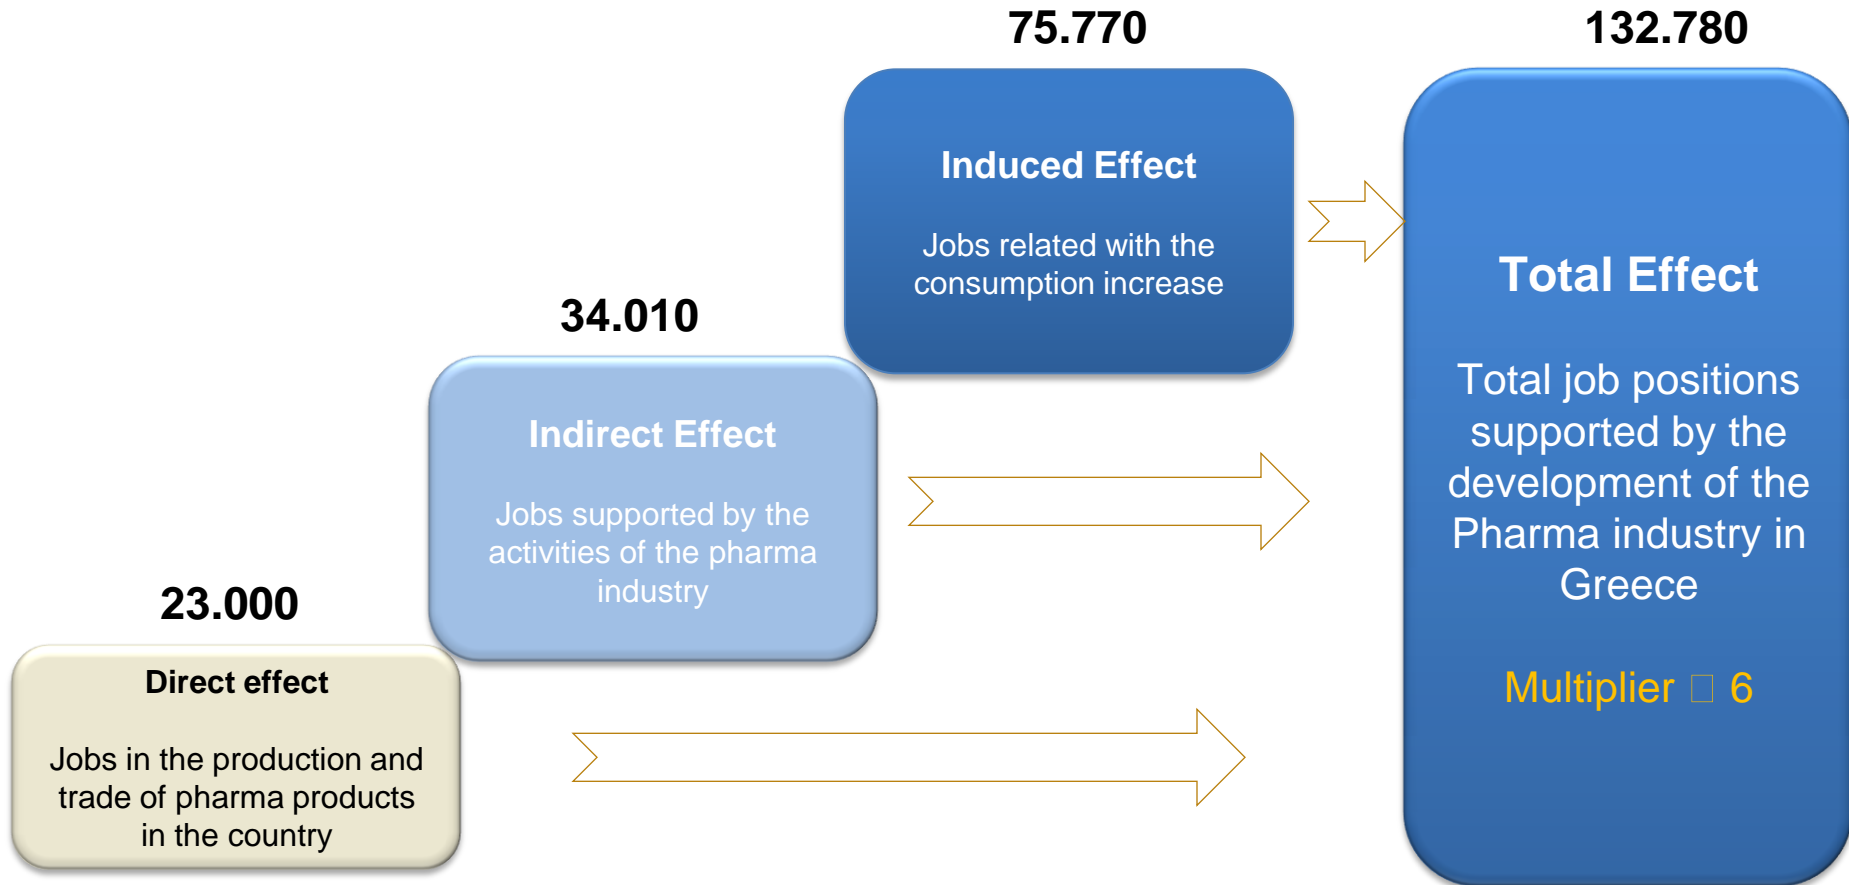 75.770
132.780
Induced Effect
Jobs related with the
consumption increase
34.010
Indirect Effect
Jobs supported by the
activities of the pharma
industry
23.000
Direct effect
Jobs in the production and
trade of pharma products
in the country
Total Effect
Total job positions
supported by the
development of the
Pharma industry in
Greece
Multiplier □ 6